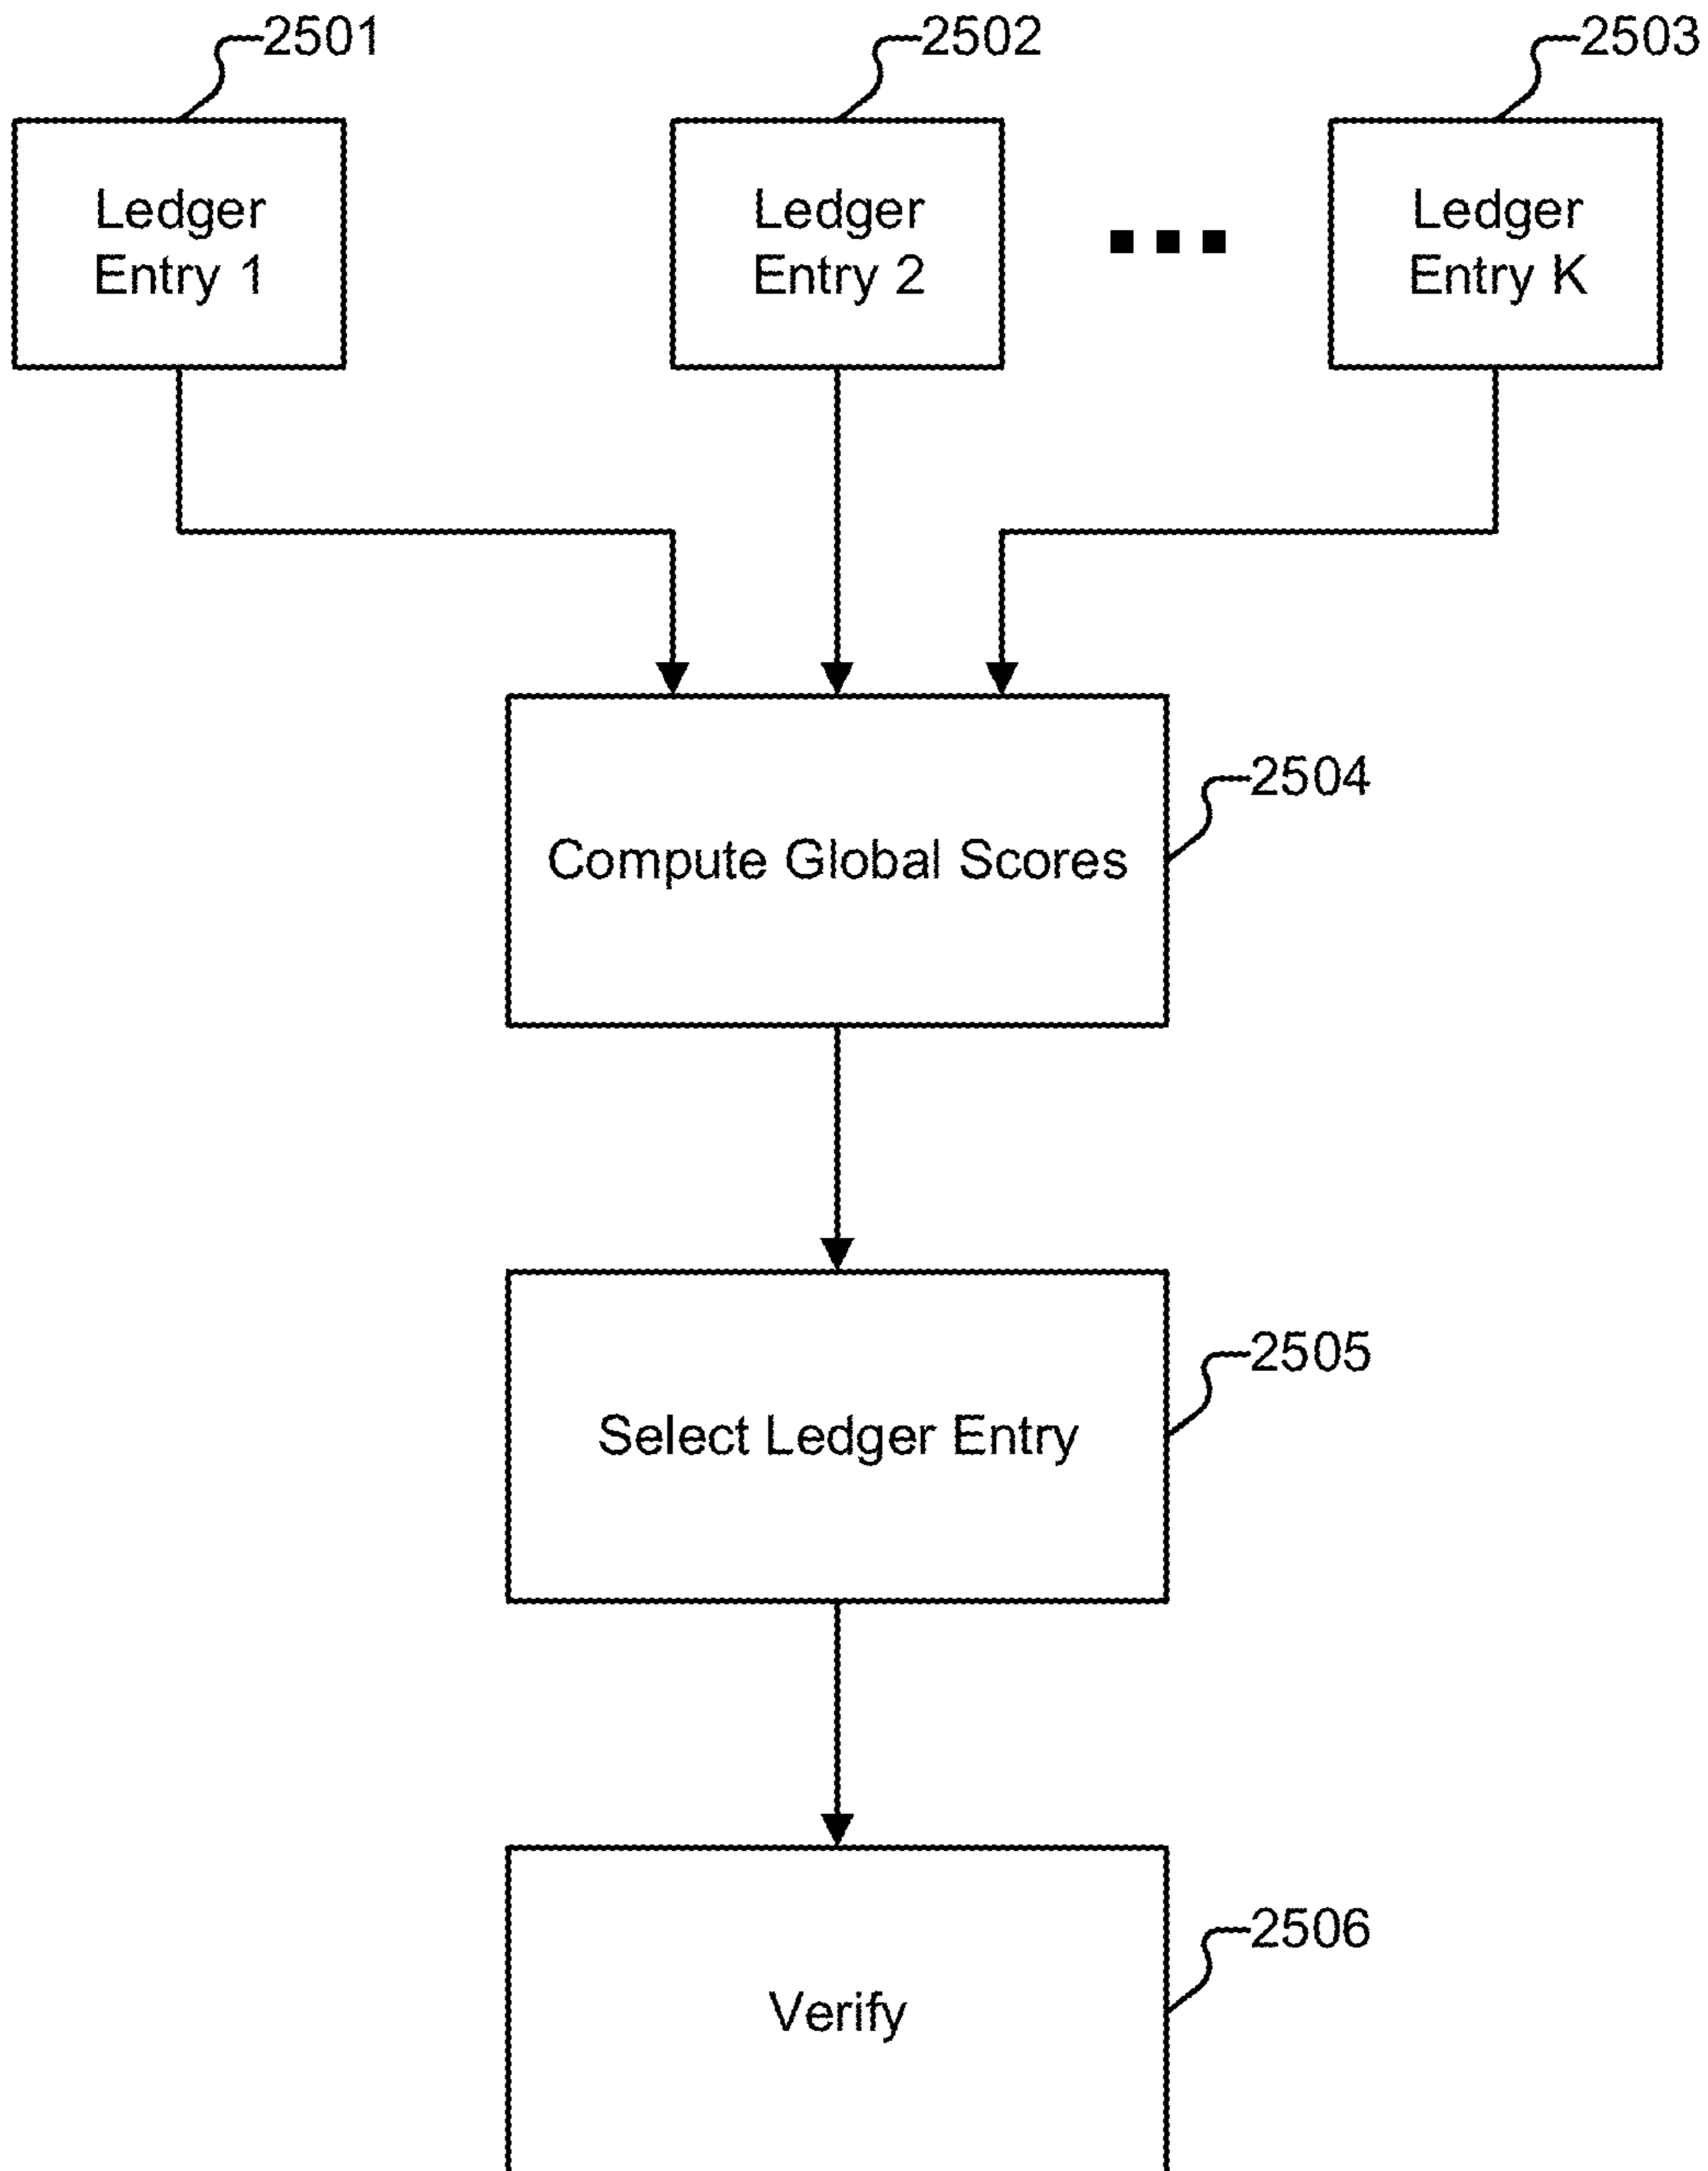 2501
2502
2503
Ledger
Entry 1
Ledger
Entry 2
Ledger
Entry K
2504
Compute Global Scores
2505
Select Ledger Entry
2506
Verify